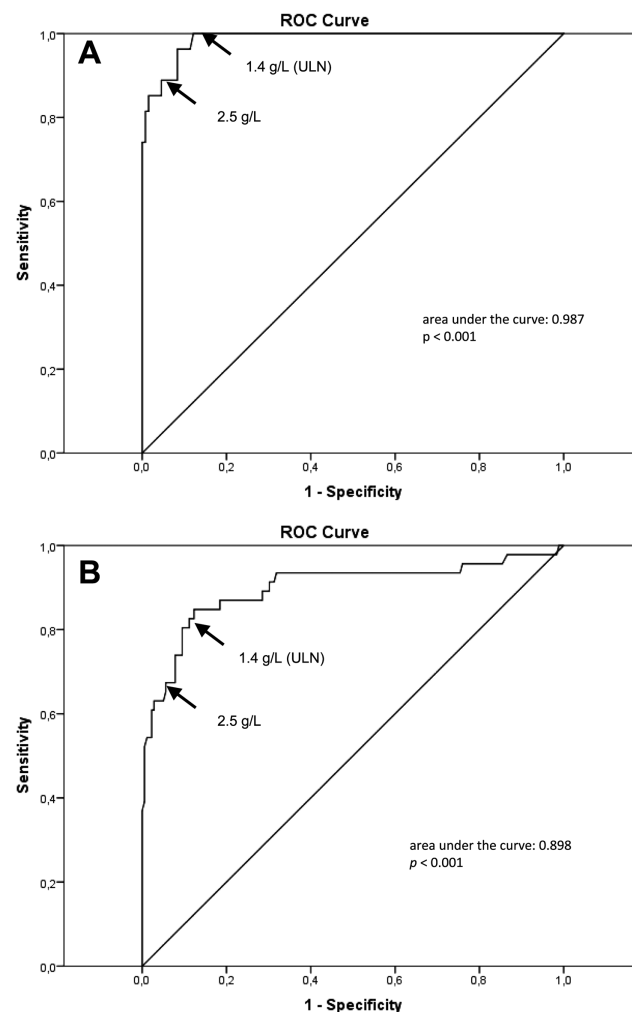 ROC Curve
A
1,0
0,8
0,6
0,4
0,2
0,0
Sensitivity
1.4 g/L (ULN)
2.5 g/L
area under the curve: 0.987
p < 0.001
0,0 0,2 0,4 0,6 0,8 1,0
1 - Specificity
ROC Curve
B
1,0
0,8
0,6
0,4
0,2
0,0
Sensitivity
1.4 g/L (ULN)
2.5 g/L
area under the curve: 0.898
p < 0.001
0,0 0,2 0,4 0,6 0,8 1,0
1 - Specificity